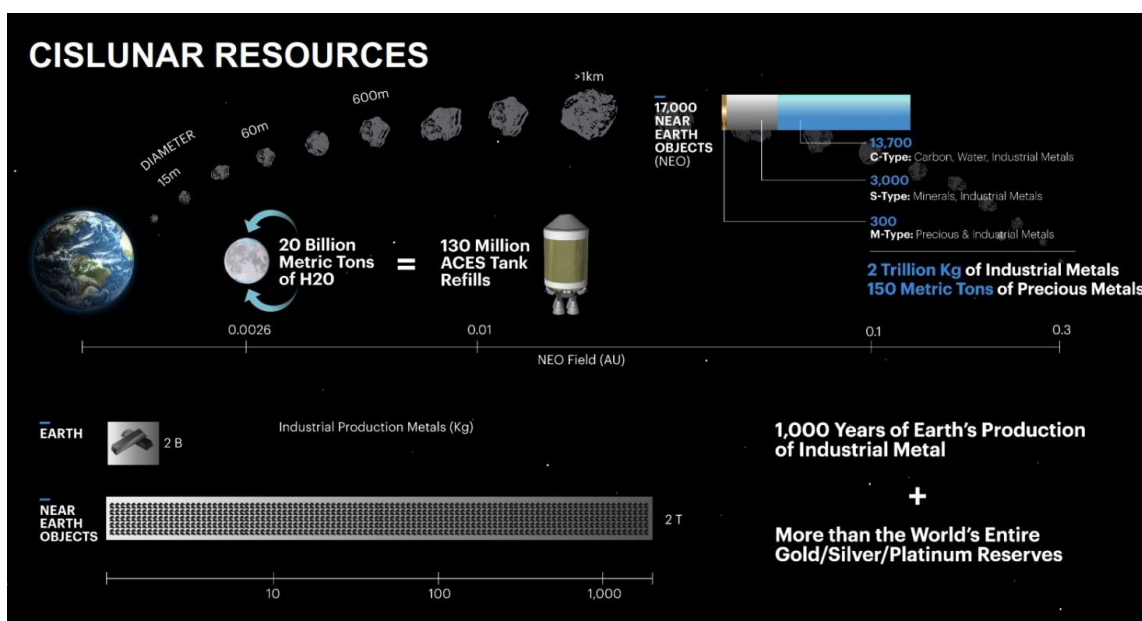 CISLUNAR RESOURCES
DIAMETER
15m
60m
600m
>1km
17,000
NEAR
EARTH
OBJECTS
(NEO)
13,700
C-Type: Carbon, Water, Industrial Metals
3,000
S-Type: Minerals, Industrial Metals
300
M-Type: Precious & Industrial Metals
2 Trillion Kg of Industrial Metals
150 Metric Tons of Precious Metals
20 Billion
Metric Tons
of H20
=
130 Million
ACES Tank
Refills
0.0026
0.01
0.1
0.3
NEO Field (AU)
EARTH
2 B
Industrial Production Metals (Kg)
NEAR
EARTH
OBJECTS
2 T
10
100
1,000
1,000 Years of Earth's Production
of Industrial Metal
+
More than the World's Entire
Gold/Silver/Platinum Reserves